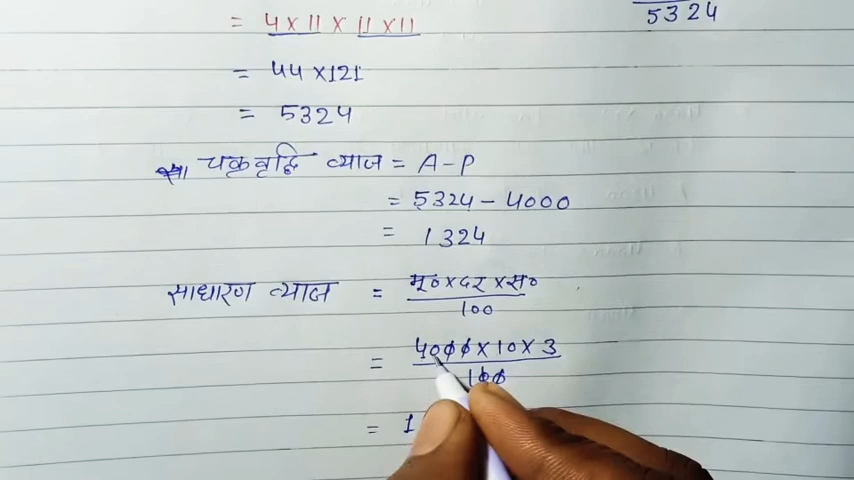 5324
= 4 × 11 × 11 × 11
= 44 × 121
= 5324
चक्रवृद्धि व्याज = A - P
= 5324 - 4000
= 1324
साधारण व्याज = मू० × दर × स०
100
= 4000 × 10 × 3
100
= 1